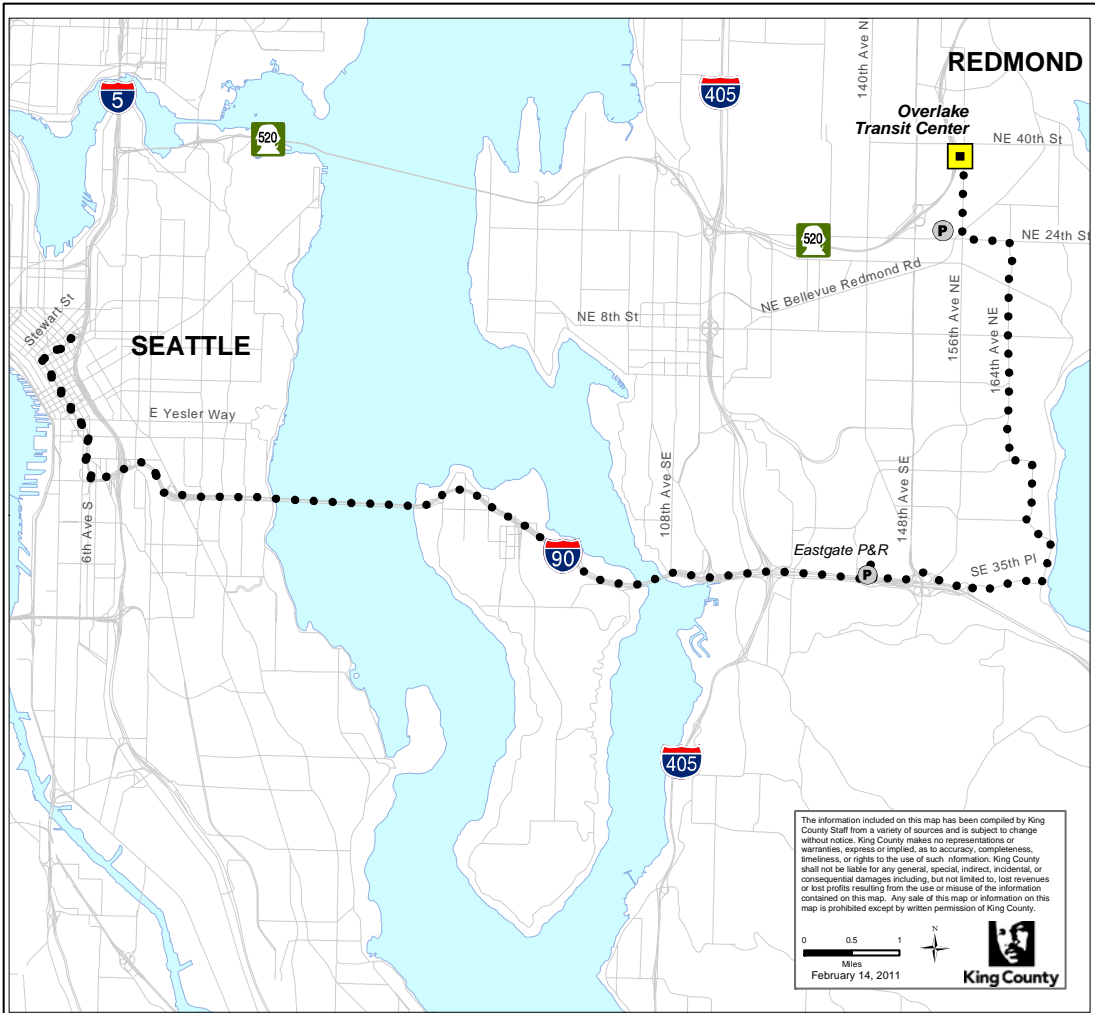 REDMOND
140th Ave N
5
405
520
Overlake
Transit Center
NE 40th St
P
NE 24th St
520
NE Bellevue Redmond Rd
Stewart St
SEATTLE
NE 8th St
156th Ave NE
164th Ave NE
E Yesler Way
6th Ave S
108th Ave SE
148th Ave SE
90
Eastgate P&R
P
SE 35th Pl
405
The information included on this map has been compiled by King
County Staff from a variety of sources and is subject to change
without notice. King County makes no representations or
warranties, express or implied, as to accuracy, completeness,
timeliness, or rights to the use of such nformation. King County
shall not be liable for any general, special, indirect, incidental, or
consequential damages including, but not limited to, lost revenues
or lost profits resulting from the use or misuse of the information
contained on this map. Any sale of this map or information on this
map is prohibited except by written permission of King County.
0 0.5 1
Miles
February 14, 2011
N
King County